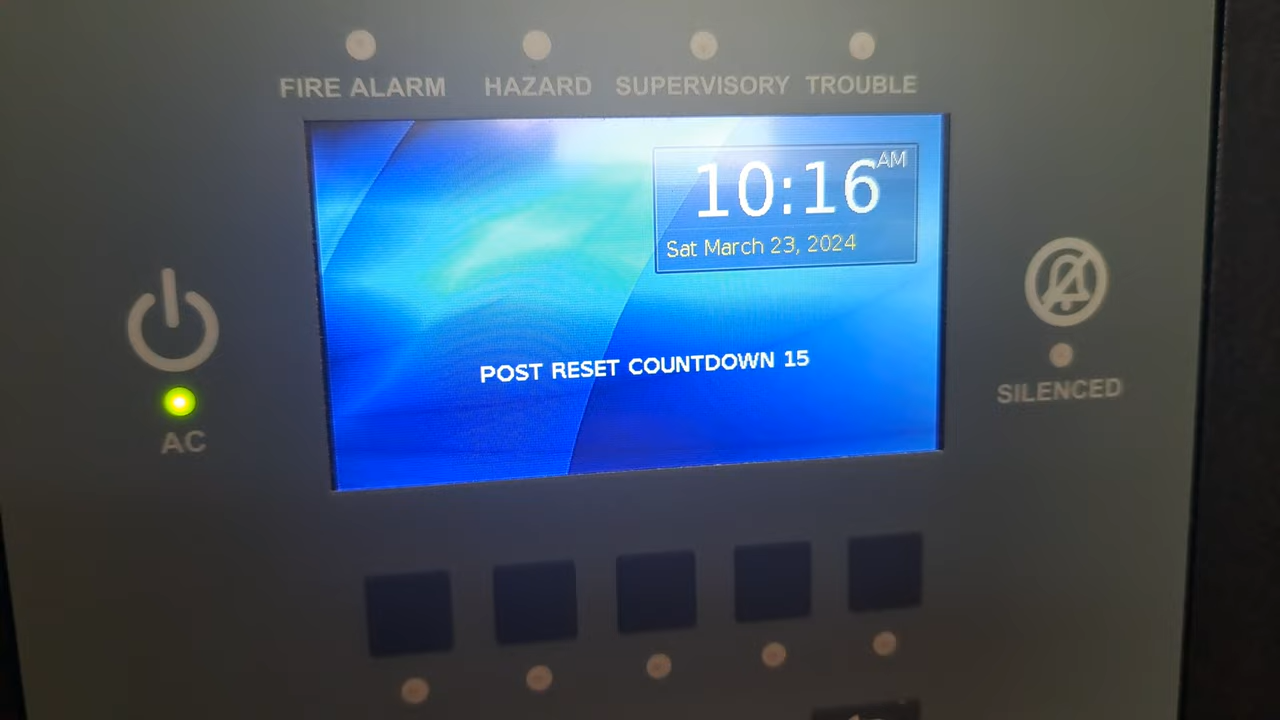 FIRE ALARM HAZARD SUPERVISORY TROUBLE
10:16 AM
Sat March 23, 2024
POST RESET COUNTDOWN 15
AC
SILENCED